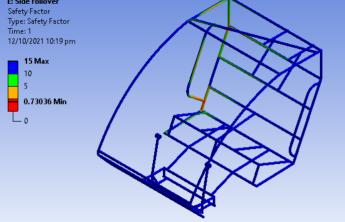 E: Side rollover
Safety Factor
Type: Safety Factor
Time: 1
12/10/2021 10:19 pm
15 Max
10
5
0.73036 Min
0